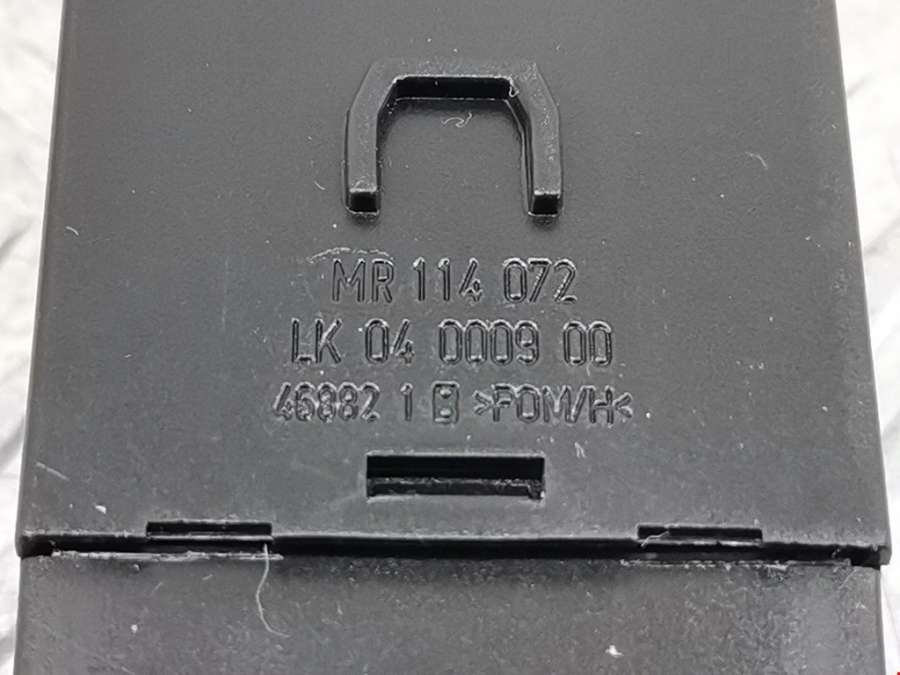 MR 114 072
LK 04 0009 00
46882 1 B >POM/H<